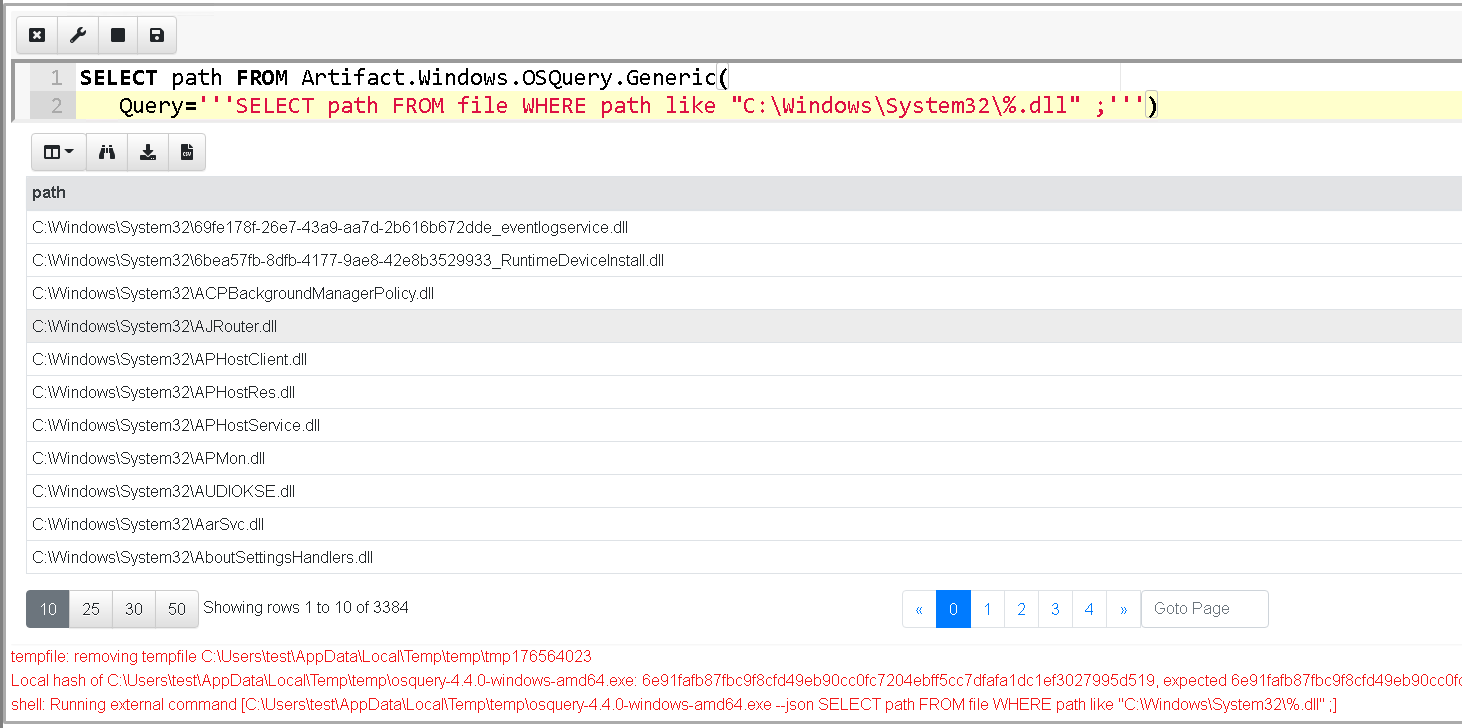 1 SELECT path FROM Artifact.Windows.OSQuery.Generic(
2 Query='''SELECT path FROM file WHERE path like "C:\Windows\System32\%.dll" ;''')
path
C:\Windows\System32\69fe178f-26e7-43a9-aa7d-2b616b672dde_eventlogservice.dll
C:\Windows\System32\6bea57fb-8dfb-4177-9ae8-42e8b3529933_RuntimeDeviceInstall.dll
C:\Windows\System32\ACPBackgroundManagerPolicy.dll
C:\Windows\System32\AJRouter.dll
C:\Windows\System32\APHostClient.dll
C:\Windows\System32\APHostRes.dll
C:\Windows\System32\APHostService.dll
C:\Windows\System32\APMon.dll
C:\Windows\System32\AUDIOKSE.dll
C:\Windows\System32\AarSvc.dll
C:\Windows\System32\AboutSettingsHandlers.dll
10 25 30 50 Showing rows 1 to 10 of 3384 « 0 1 2 3 4 » Goto Page
tempfile: removing tempfile C:\Users\test\AppData\Local\Temp\temp\tmp176564023
Local hash of C:\Users\test\AppData\Local\Temp\temp\osquery-4.4.0-windows-amd64.exe: 6e91fafb87fbc9f8cfd49eb90cc0fc7204ebff5cc7dfafa1dc1ef3027995d519, expected 6e91fafb87fbc9f8cfd49eb90cc0f
shell: Running external command [C:\Users\test\AppData\Local\Temp\temp\osquery-4.4.0-windows-amd64.exe --json SELECT path FROM file WHERE path like "C:\Windows\System32\%.dll" ;]